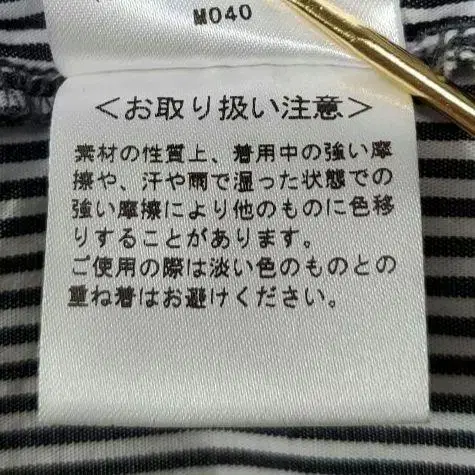 M040
＜お取り扱い注意＞
素材の性質上、着用中の強い摩
擦や、汗や雨で湿った状態での
強い摩擦により他のものに色移
りすることがあります。
ご使用の際は淡い色のものとの
重ね着はお避けください。